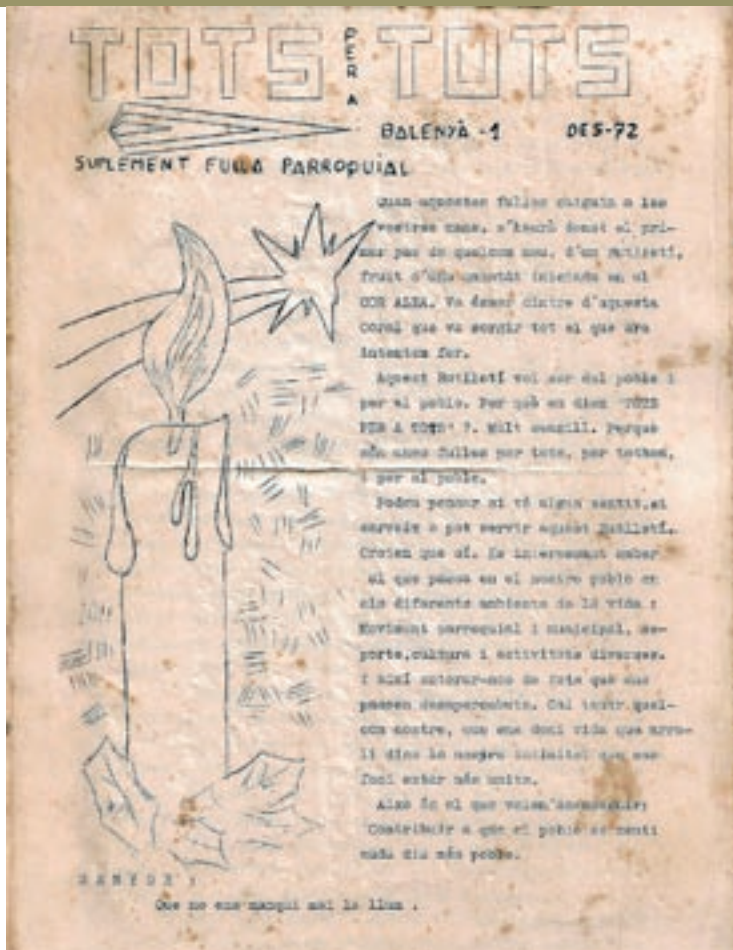 TOTS PER A TOTS
BALENYÀ-1 DES-72
SUPLEMENT FULLA PARROQUIAL
Quan aquestes fulles a les
vostres cases, s'haurà donat el pri-
mer pas de quelcom nou, d'un Butlletí,
fruit d'una iniciada en el
COR ALBA. Va ésser dintre d'aquesta
Coral que va sorgir tot el que ara
intentem fer.
Aquest Butlletí vol ser del poble i
per al poble. Per què en diem "TOTS
PER A TOTS" ?. Molt senzill. Perquè
són unes fulles per tots, per tothom,
i per al poble.
Podeu pensar si té algun sentit, si
serveix o pot servir aquest Butlletí.
Creiem que sí. Es interessant saber
el que passa en el nostre poble en
els diferents ambients de la vida :
Moviment parroquial i municipal, es-
ports, cultura i activitats diverses.
I així enterar-nos de fets que ens
passen desapercebuts. Cal tenir quel-
com nostre, que ens doni vida que arre-
li dins la nostra que ens
faci estar més units.
Això és el que volem aconseguir;
Contribuir a que el poble se senti
cada dia més poble.
SENYOR :
Que no ens manqui mai la llum .